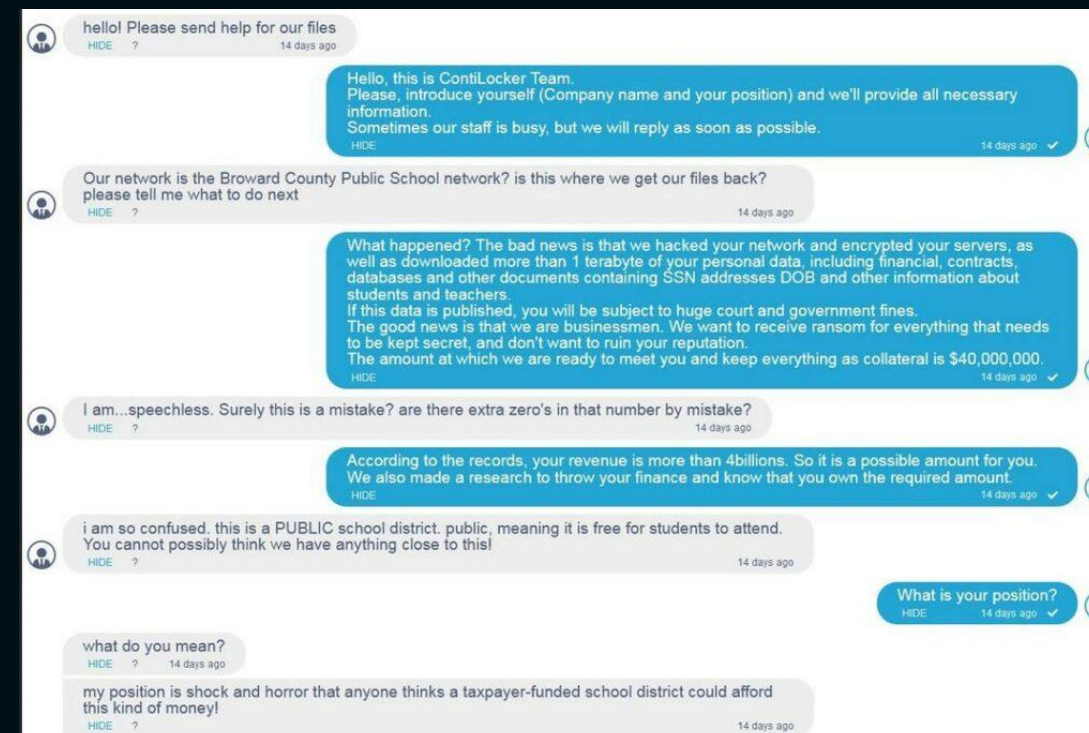 hello! Please send help for our files
HIDE ? 14 days ago
Hello, this is ContiLocker Team.
Please, introduce yourself (Company name and your position) and we'll provide all necessary
information.
Sometimes our staff is busy, but we will reply as soon as possible.
HIDE 14 days ago
Our network is the Broward County Public School network? is this where we get our files back?
please tell me what to do next
HIDE ? 14 days ago
What happened? The bad news is that we hacked your network and encrypted your servers, as
well as downloaded more than 1 terabyte of your personal data, including financial, contracts,
databases and other documents containing SSN addresses DOB and other information about
students and teachers.
If this data is published, you will be subject to huge court and government fines.
The good news is that we are businessmen. We want to receive ransom for everything that needs
to be kept secret, and don't want to ruin your reputation.
The amount at which we are ready to meet you and keep everything as collateral is $40,000,000.
HIDE 14 days ago
I am...speechless. Surely this is a mistake? are there extra zero's in that number by mistake?
HIDE ? 14 days ago
According to the records, your revenue is more than 4billions. So it is a possible amount for you.
We also made a research to throw your finance and know that you own the required amount.
HIDE 14 days ago
i am so confused. this is a PUBLIC school district. public, meaning it is free for students to attend.
You cannot possibly think we have anything close to this!
HIDE ? 14 days ago
What is your position?
HIDE 14 days ago
what do you mean?
HIDE ? 14 days ago
my position is shock and horror that anyone thinks a taxpayer-funded school district could afford
this kind of money!
HIDE ? 14 days ago